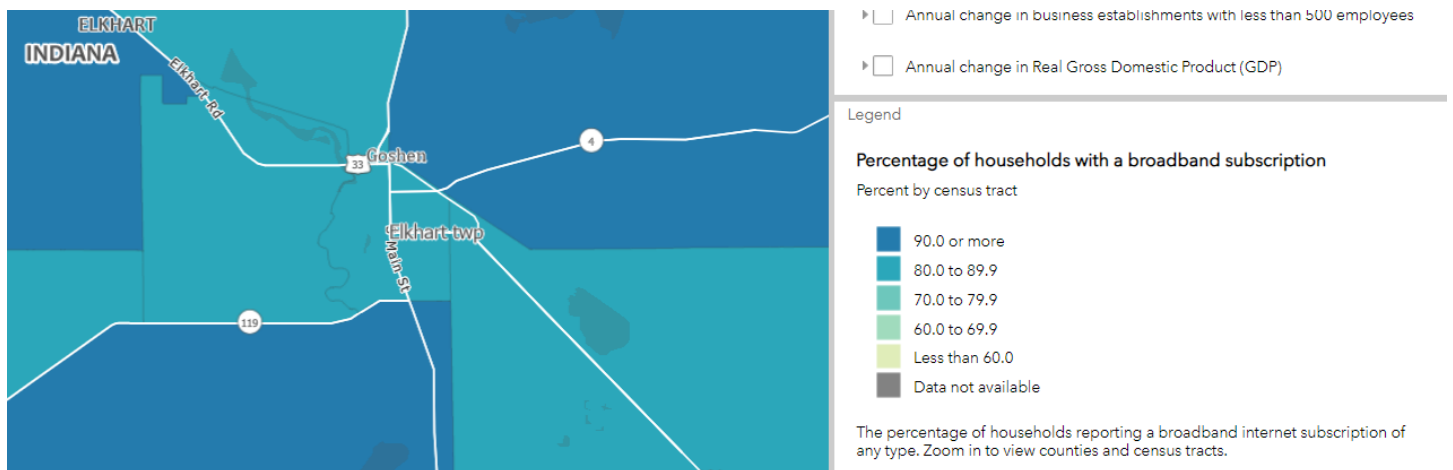 ELKHART
INDIANA
Elkhart Rd
33
Goshen
4
Elkhart twp
Main St
119
Annual change in business establishments with less than 500 employees
Annual change in Real Gross Domestic Product (GDP)
Legend
Percentage of households with a broadband subscription
Percent by census tract
90.0 or more
80.0 to 89.9
70.0 to 79.9
60.0 to 69.9
Less than 60.0
Data not available
The percentage of households reporting a broadband internet subscription of
any type. Zoom in to view counties and census tracts.